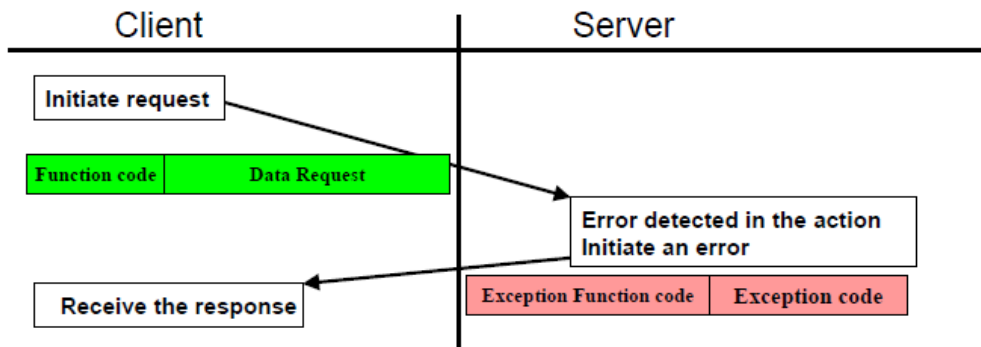 Client
Server
Initiate request
Function code
Data Request
Error detected in the action
Initiate an error
Receive the response
Exception Function code
Exception code